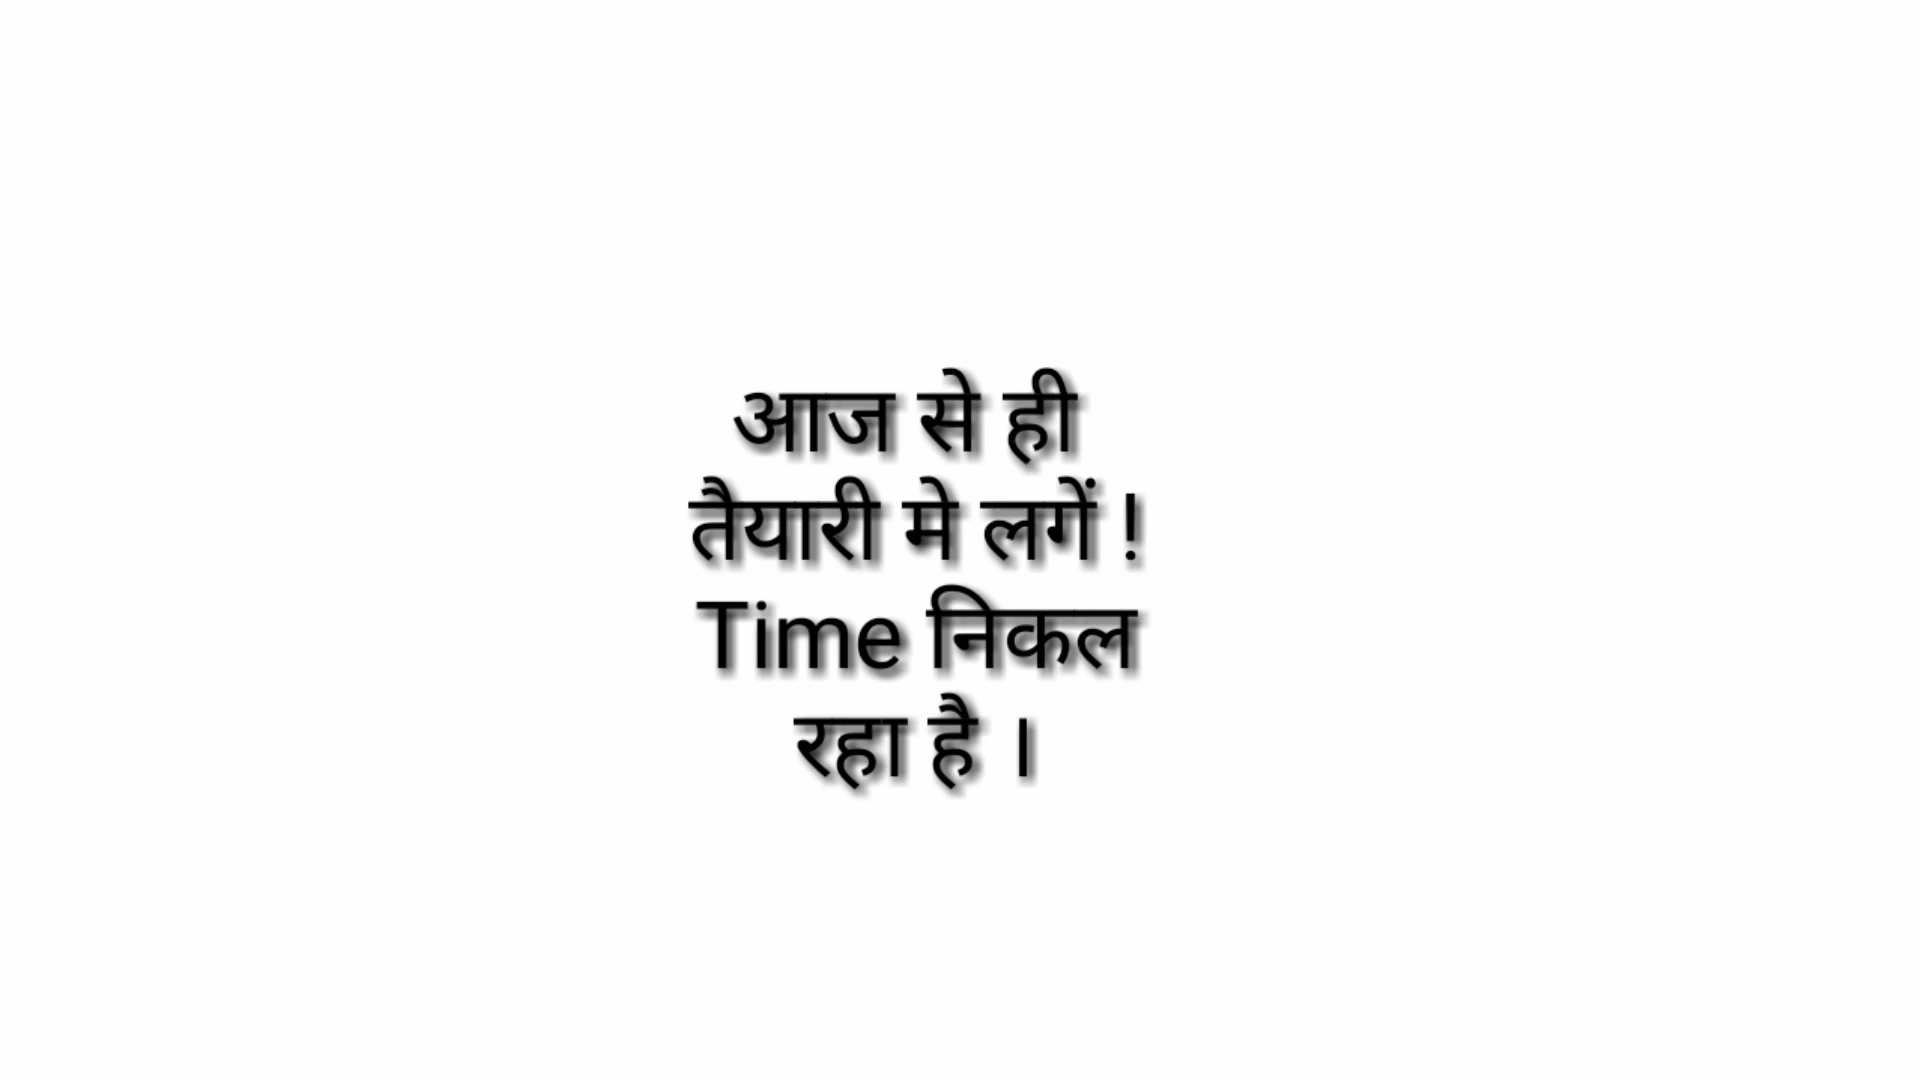 आज से ही
तैयारी मे लगें !
Time निकल
रहा है ।